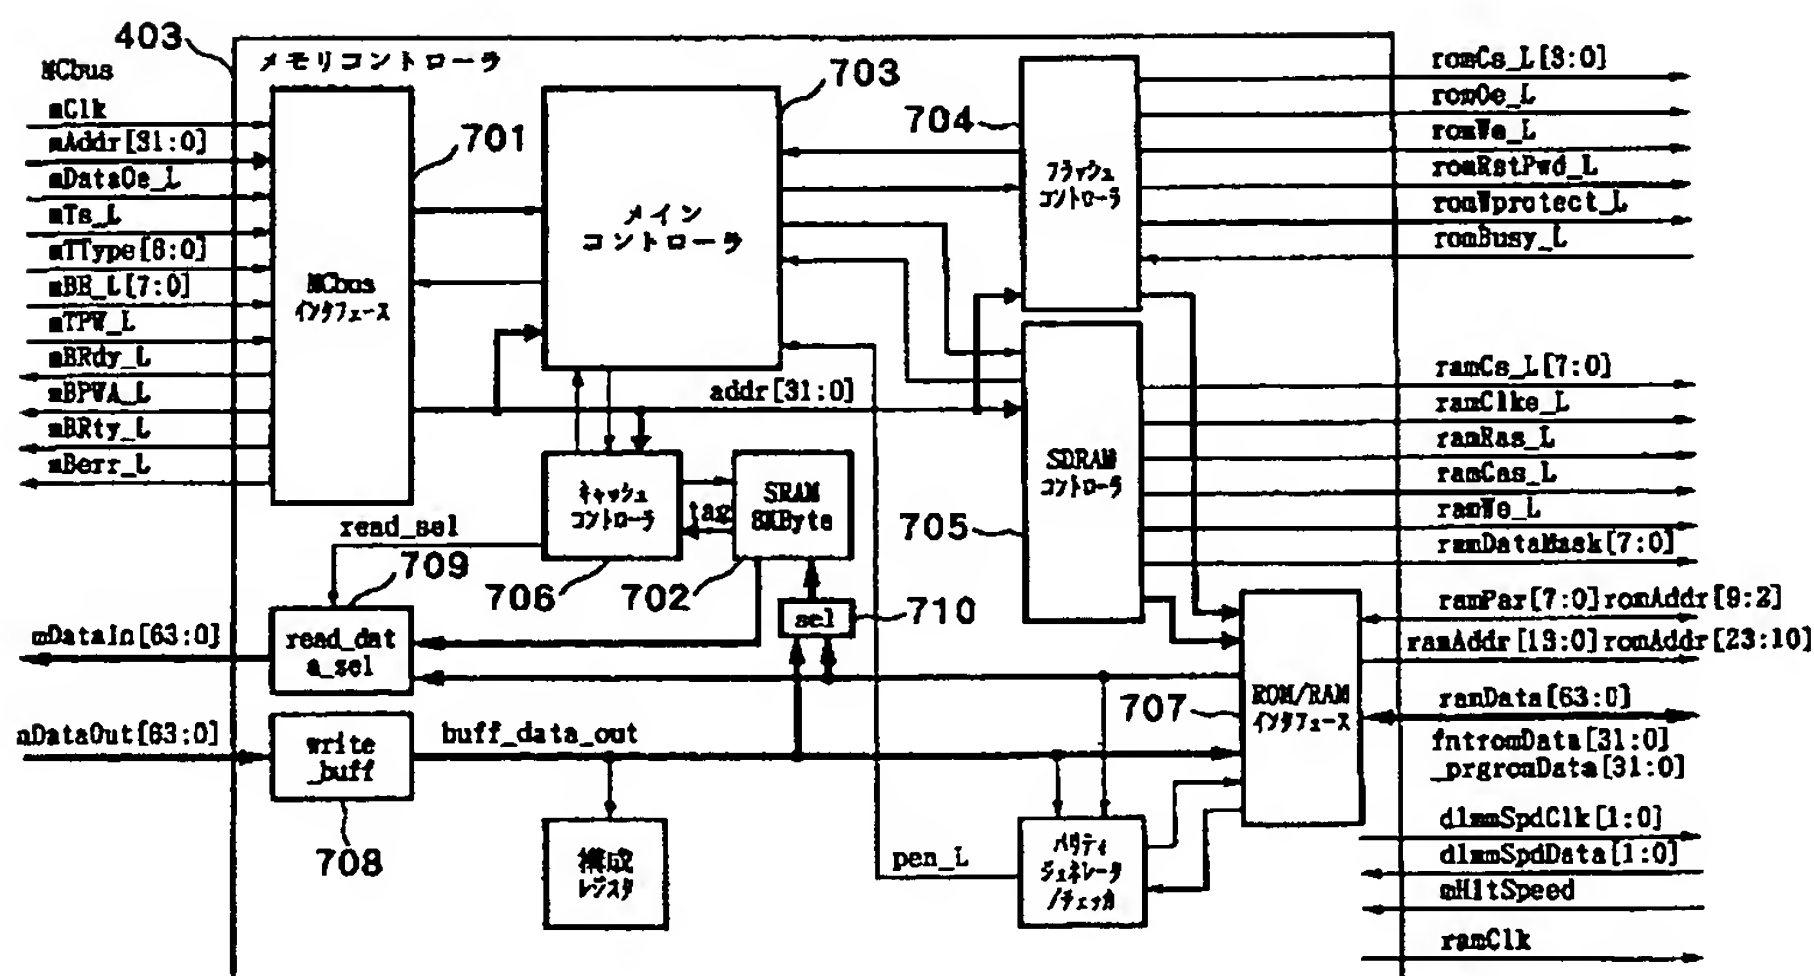 403
メモリコントローラ
MCbus
mClk
mAddr[31:0]
mDataOe_L
mTs_L
mTType[8:0]
mBE_L[7:0]
mTPW_L
mBRdy_L
mBPWA_L
mBRty_L
mBerr_L
701
MCbus
インタフェース
703
メイン
コントローラ
704
フラッシュ
コントローラ
romCs_L[3:0]
romOe_L
romWe_L
romRstPwd_L
romWprotect_L
romBusy_L
addr[31:0]
SDRAM
コントローラ
705
ramCs_L[7:0]
ramClke_L
ramRas_L
ramCas_L
ramWe_L
ramDataMask[7:0]
キャッシュ
コントローラ
tag
SRAM
8KByte
read_sel
709
706
702
sel
710
mDataIn[63:0]
read_dat
a_sel
ramPar[7:0]romAddr[9:2]
ramAddr[13:0]romAddr[23:10]
707
ROM/RAM
インタフェース
ramData[63:0]
fntromData[31:0]
_prgromData[31:0]
mDataOut[63:0]
write
_buff
buff_data_out
708
構成
レジスタ
pen_L
パリティ
ジェネレータ
/チェッカ
dimmSpdClk[1:0]
dimmSpdData[1:0]
mHltSpeed
ramClk